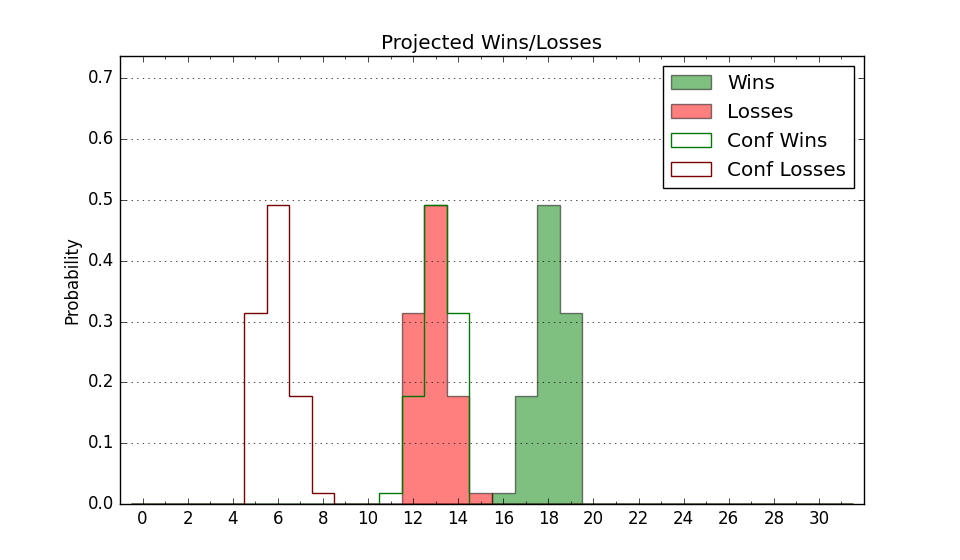 Projected Wins/Losses
Probability
0.7
0.6
0.5
0.4
0.3
0.2
0.1
0.0
0 2 4 6 8 10 12 14 16 18 20 22 24 26 28 30
Wins
Losses
Conf Wins
Conf Losses